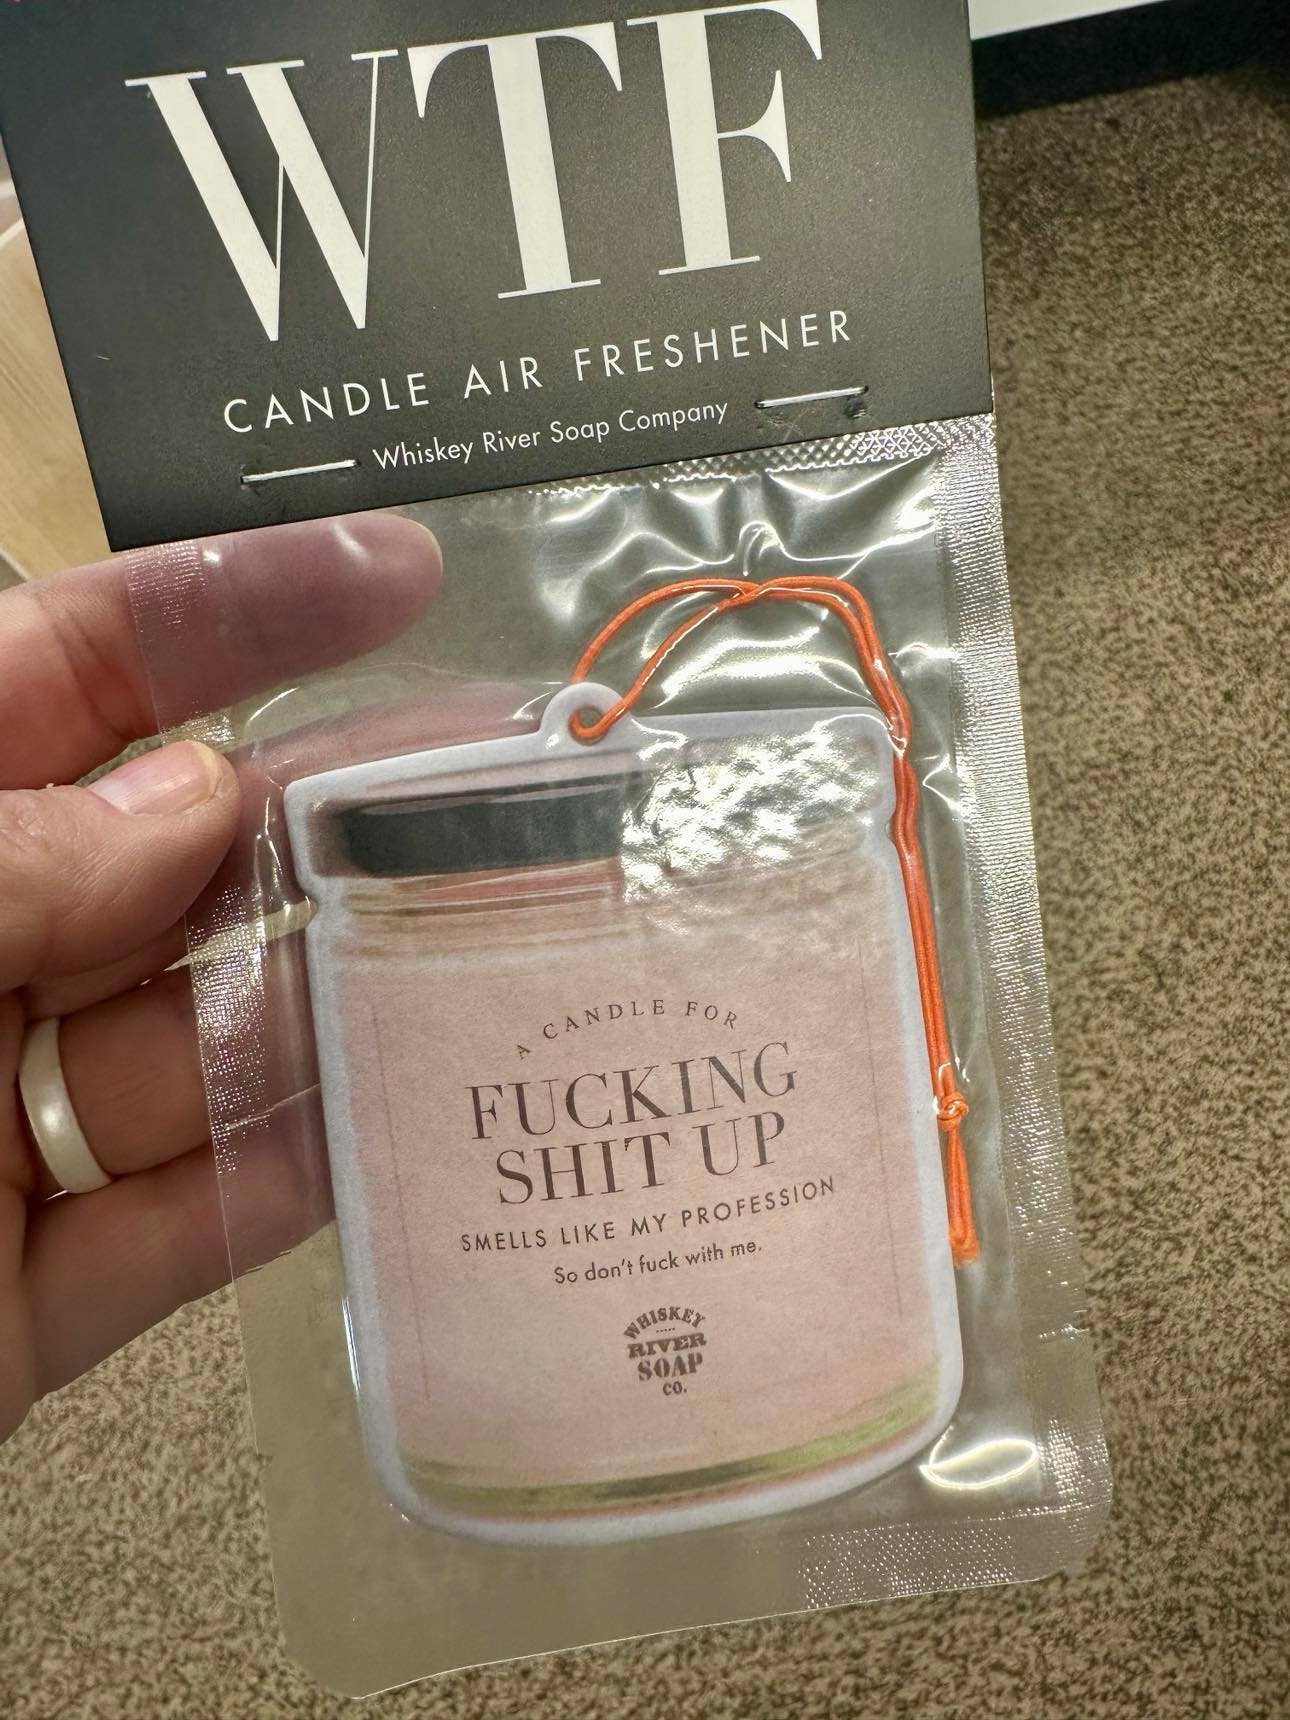 WTF
CANDLE AIR FRESHENER
Whiskey River Soap Company
A CANDLE FOR
FUCKING
SHIT UP
SMELLS LIKE MY PROFESSION
So don't fuck with me.
WHISKEY
RIVER
SOAP
CO.